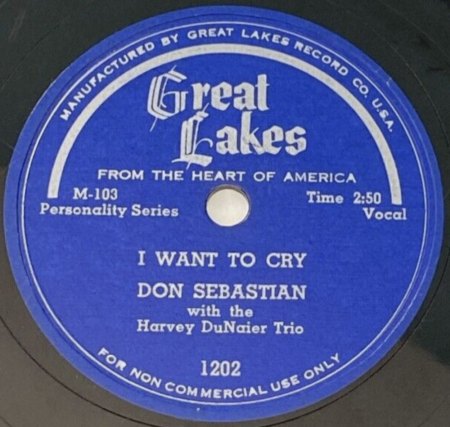 MANUFACTURED BY GREAT LAKES RECORD CO. U.S.A.
Great
Lakes
FROM THE HEART OF AMERICA
M-103 Time 2:50
Personality Series Vocal
I WANT TO CRY
DON SEBASTIAN
with the
Harvey DuNaier Trio
1202
FOR NON COMMERCIAL USE ONLY